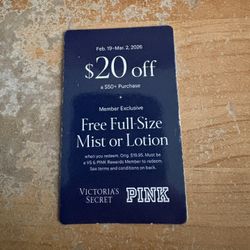 Feb. 19-Mar. 2, 2026
$20 off
a $50+ Purchase
+
Member Exclusive
Free Full-Size
Mist or Lotion
when you redeem. Orig. $19.95. Must be
a VS & PINK Rewards Member to redeem.
See terms and conditions on back.
VICTORIA'S
SECRET
PINK